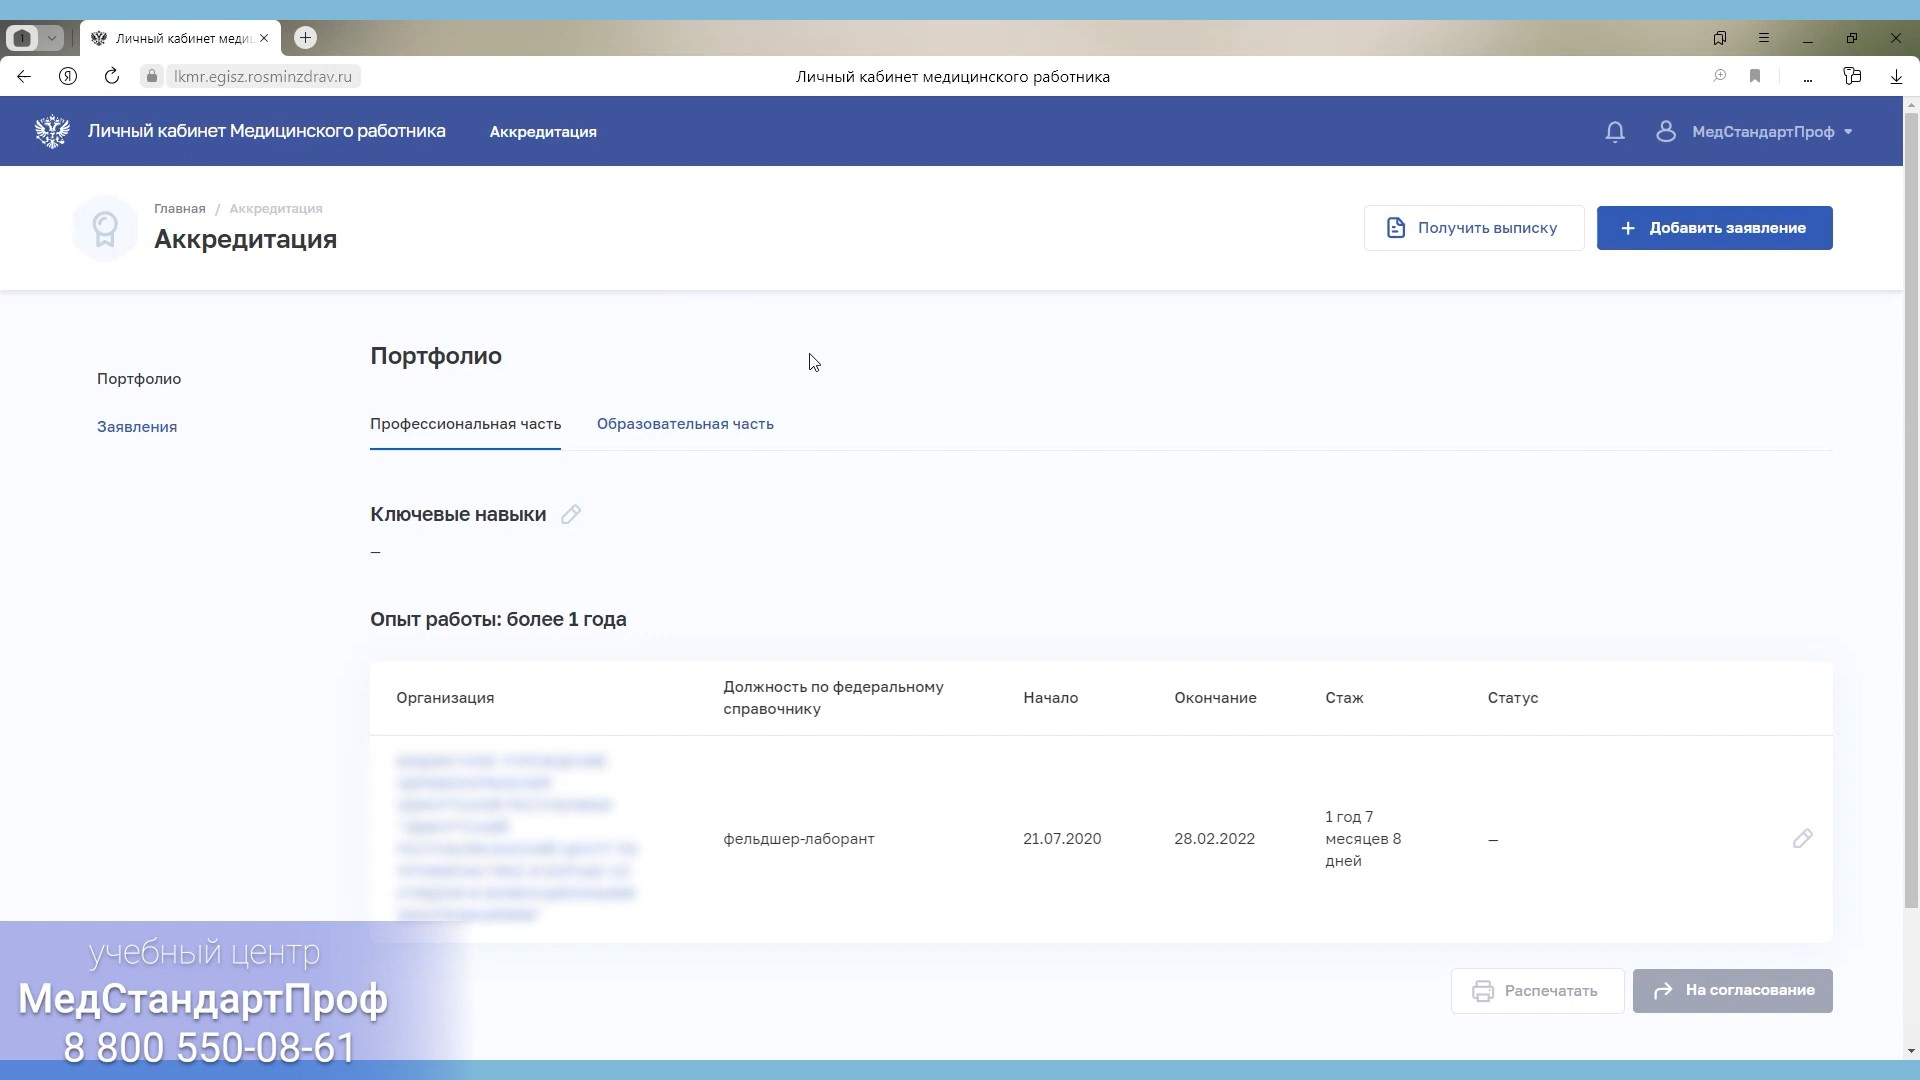 1
Личный кабинет меди
lkmr.egisz.rosminzdrav.ru
Личный кабинет медицинского работника
Личный кабинет Медицинского работника
Аккредитация
МедСтандартПроф
Главная / Аккредитация
Аккредитация
Получить выписку
+ Добавить заявление
Портфолио
Заявления
Портфолио
Профессиональная часть
Образовательная часть
Ключевые навыки
–
Опыт работы: более 1 года
Организация
Должность по федеральному
справочнику
Начало
Окончание
Стаж
Статус
фельдшер-лаборант
21.07.2020
28.02.2022
1 год 7
месяцев 8
дней
–
Распечатать
На согласование
учебный центр
МедСтандартПроф
8 800 550-08-61